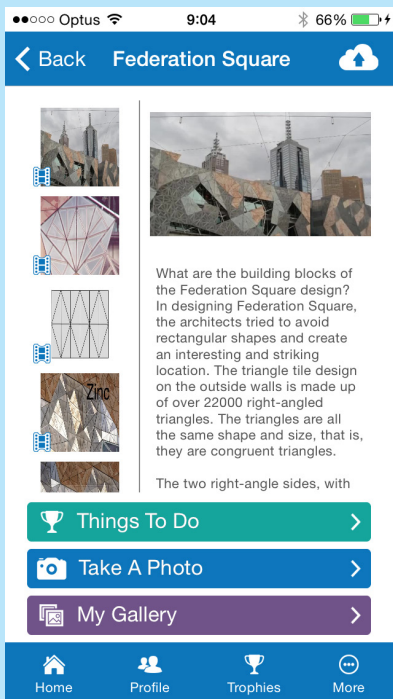 Optus 9:04 66%
Back Federation Square
Zinc
What are the building blocks of
the Federation Square design?
In designing Federation Square,
the architects tried to avoid
rectangular shapes and create
an interesting and striking
location. The triangle tile design
on the outside walls is made up
of over 22000 right-angled
triangles. The triangles are all
the same shape and size, that is,
they are congruent triangles.
The two right-angle sides, with
Things To Do
Take A Photo
My Gallery
Home Profile Trophies More